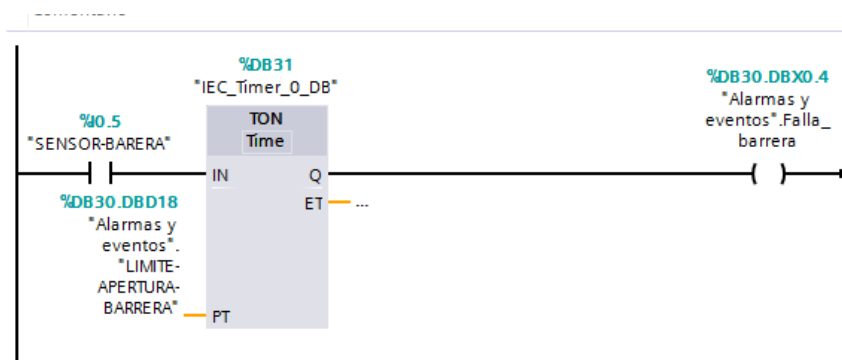 %DB31
"IEC_Timer_0_DB"
TON
Time
%I0.5
"SENSOR-BARERA"
IN
Q
ET
...
%DB30.DBD18
"Alarmas y
eventos".
"LIMITE-
APERTURA-
BARRERA"
PT
%DB30.DBX0.4
"Alarmas y
eventos".Falla_
barrera